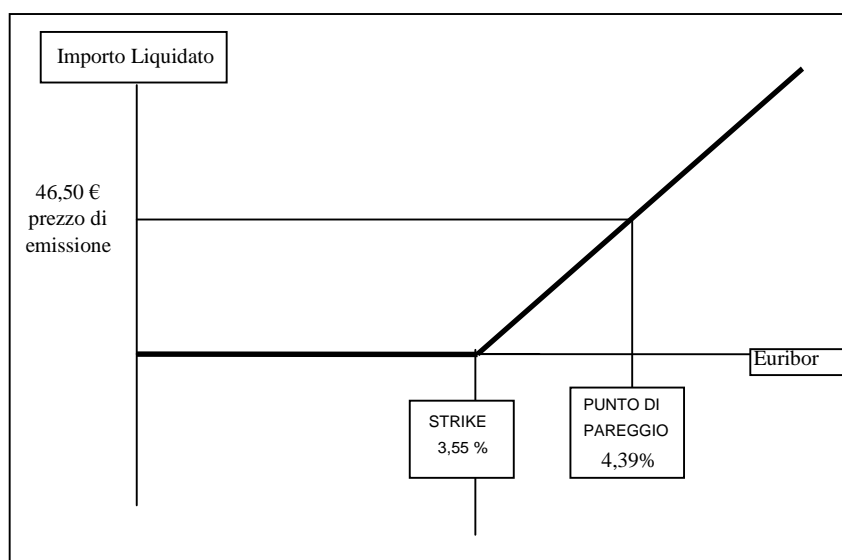 Importo Liquidato
46,50 €
prezzo di
emissione
Euribor
STRIKE
3,55 %
PUNTO DI
PAREGGIO
4,39%